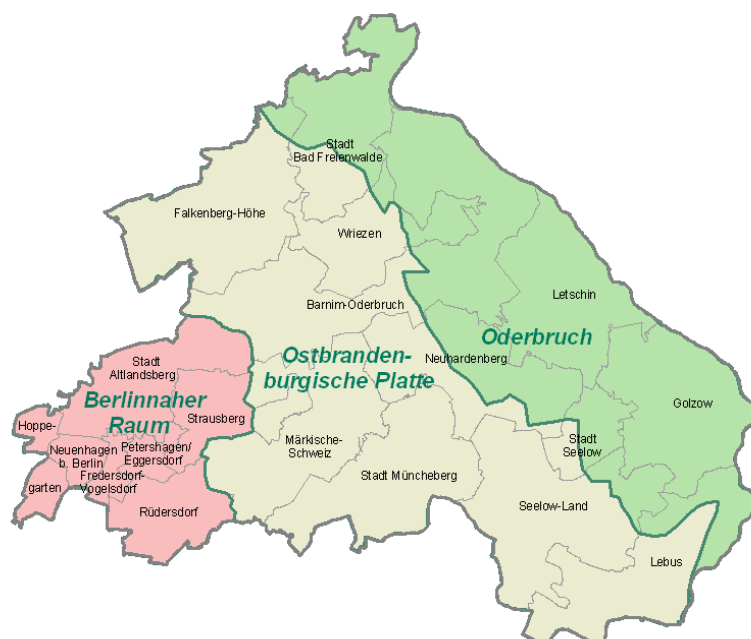 Stadt
Bad Freienwalde
Falkenberg-Höhe
Wriezen
Barnim-Oderbruch
Letschin
Oderbruch
Neuhardenberg
Ostbranden-
burgische Platte
Stadt
Altlandsberg
Berlinnaher
Raum
Strausberg
Golzow
Hoppe-
garten
Neuenhagen
b. Berlin
Petershagen/
Eggersdorf
Fredersdorf-
Vogelsdorf
Rüdersdorf
Märkische-
Schweiz
Stadt Müncheberg
Stadt
Seelow
Seelow-Land
Lebus